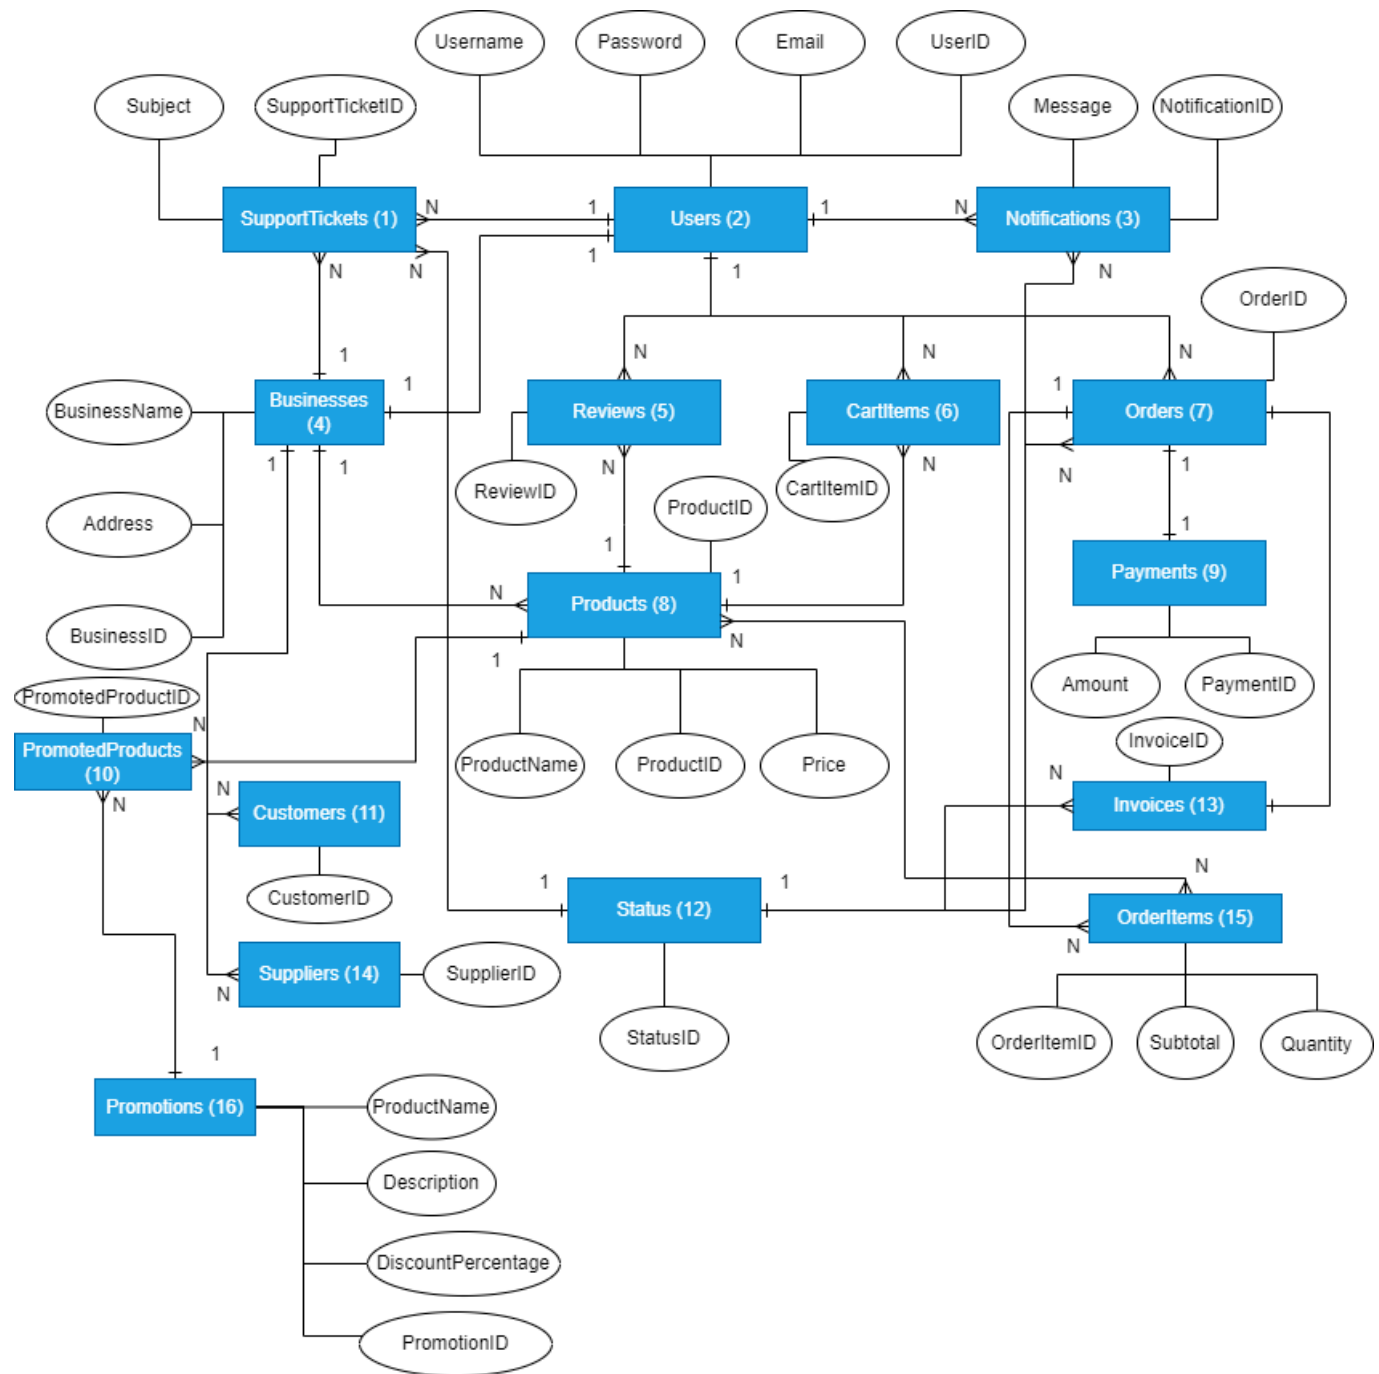 Username
Password
Email
UserID
Subject
SupportTicketID
Message
NotificationID
SupportTickets (1)
N
1
Users (2)
1
N
Notifications (3)
N
N
1
1
N
OrderID
1
1
N
N
N
1
BusinessName
Businesses
(4)
Reviews (5)
CartItems (6)
Orders (7)
1
1
N
N
N
1
ReviewID
CartItemID
ProductID
Address
1
1
1
N
Products (8)
Payments (9)
BusinessID
1
N
PromotedProductID
Amount
PaymentID
N
PromotedProducts
(10)
ProductName
ProductID
Price
InvoiceID
N
N
N
Customers (11)
Invoices (13)
CustomerID
1
Status (12)
1
N
OrderItems (15)
N
Suppliers (14)
N
SupplierID
StatusID
OrderItemID
Subtotal
Quantity
1
Promotions (16)
ProductName
Description
DiscountPercentage
PromotionID